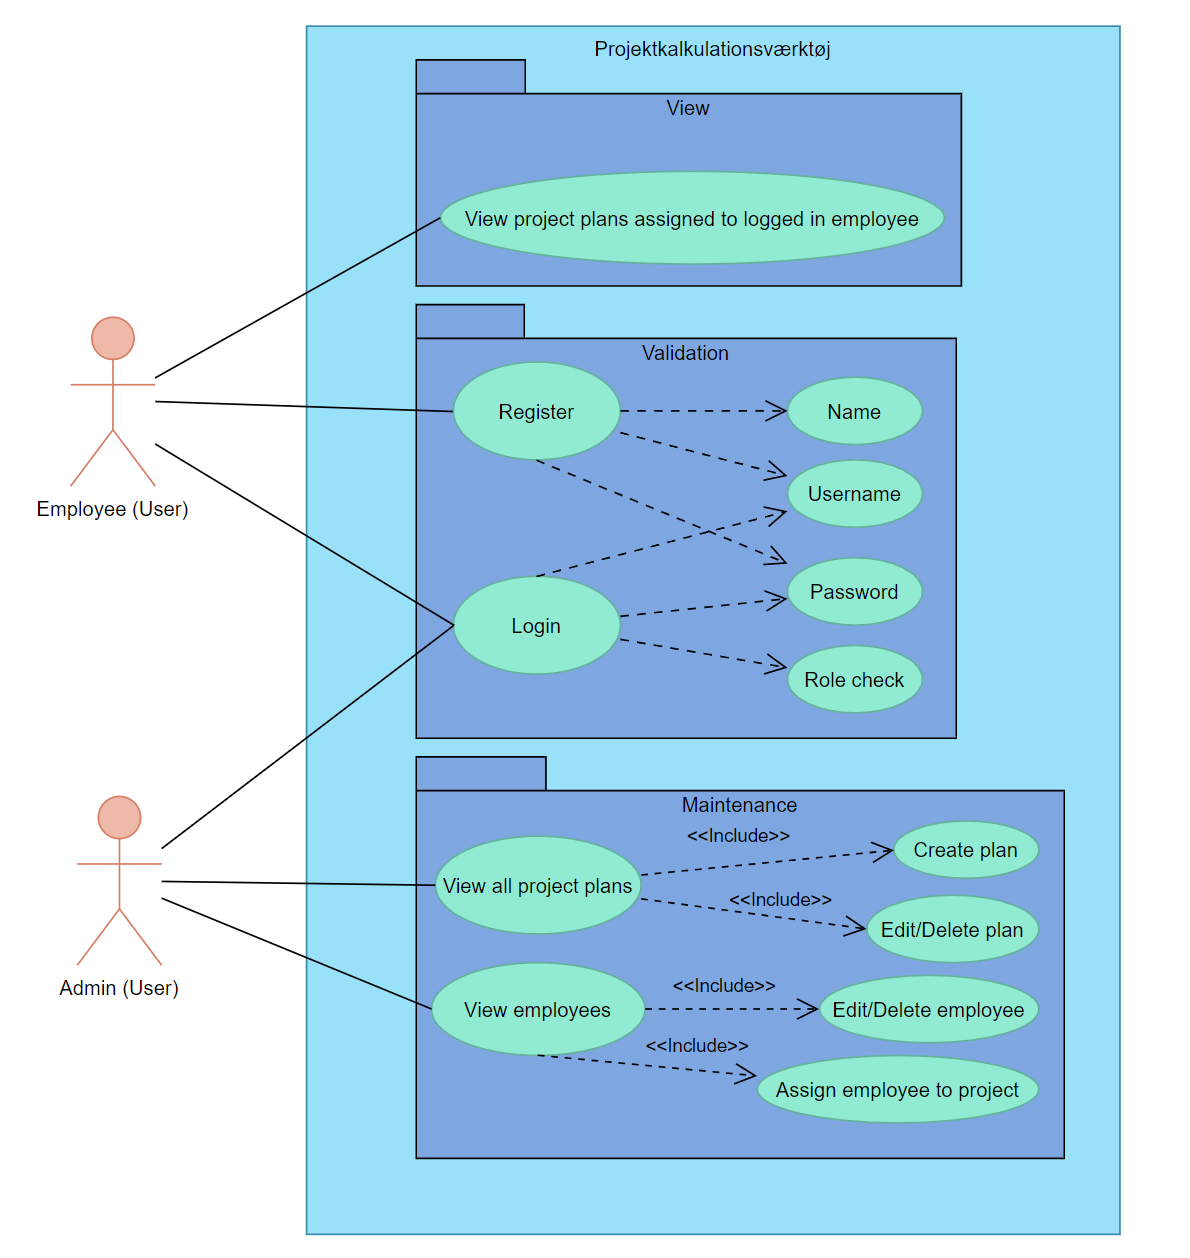 Projektkalkulationsværktøj
View
View project plans assigned to logged in employee
Validation
Register
Name
Username
Employee (User)
Password
Login
Role check
Maintenance
<<Include>>
Create plan
View all project plans
<<Include>>
Edit/Delete plan
<<Include>>
Admin (User)
View employees
Edit/Delete employee
<<Include>>
Assign employee to project